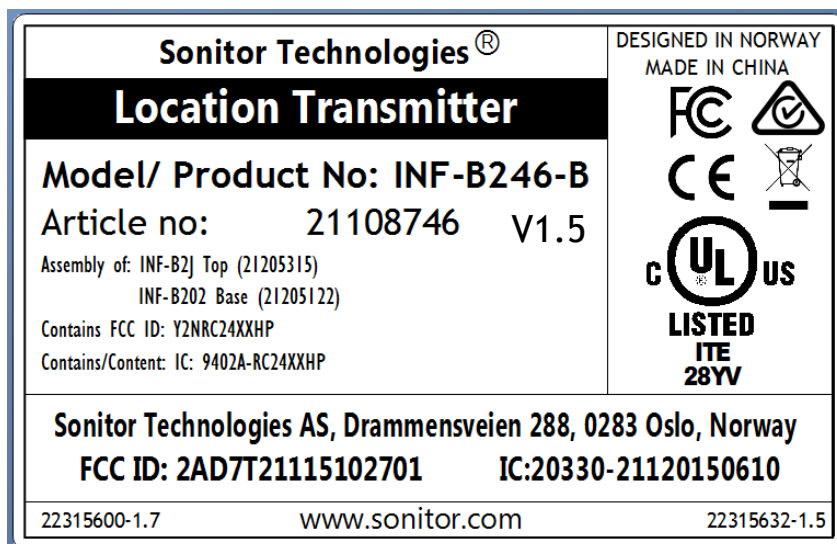 Sonitor Technologies®
Location Transmitter
Model/ Product No: INF-B246-B
Article no: 21108746 V1.5
Assembly of: INF-B2J Top (21205315)
INF-B202 Base (21205122)
Contains FCC ID: Y2NRC24XXHP
Contains/Content: IC: 9402A-RC24XXHP
DESIGNED IN NORWAY
MADE IN CHINA
FC
CE
C UL ® US
LISTED
ITE
28YV
Sonitor Technologies AS, Drammensveien 288, 0283 Oslo, Norway
FCC ID: 2AD7T21115102701 IC:20330-21120150610
22315600-1.7 www.sonitor.com 22315632-1.5